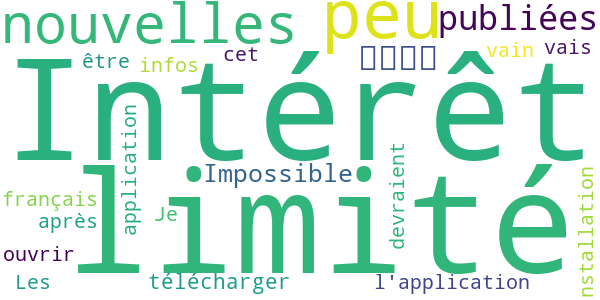 nouvelles peu publiées
être infos cet vain vais
Intérêt
application Impossible devraient
limité
français Je nstallation
après
ouvrir
Les télécharger l'application